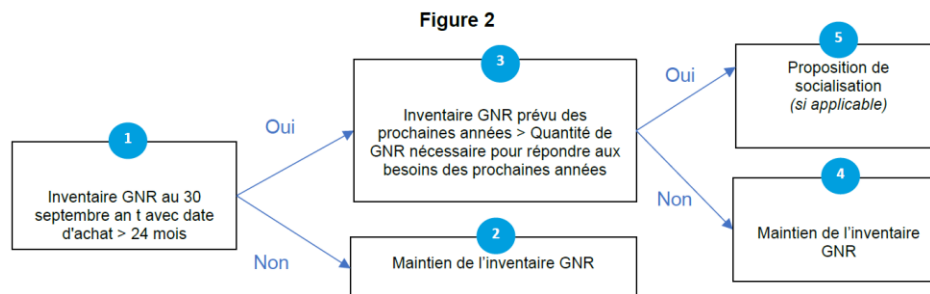 Figure 2
1
Inventaire GNR au 30
septembre an t avec date
d'achat > 24 mois
Oui
Non
3
Inventaire GNR prévu des
prochaines années > Quantité de
GNR nécessaire pour répondre aux
besoins des prochaines années
2
Maintien de l'inventaire GNR
Oui
Non
5
Proposition de
socialisation
(si applicable)
4
Maintien de l'inventaire
GNR